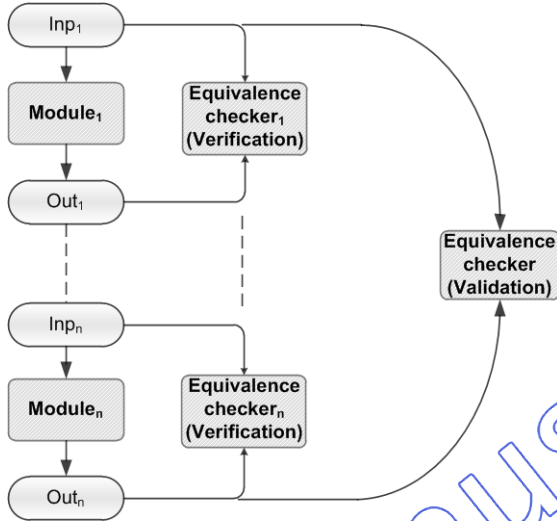 Inp₁
Module₁
Equivalence
checker₁
(Verification)
Out₁
Equivalence
checker
(Validation)
Inpₙ
Moduleₙ
Equivalence
checkerₙ
(Verification)
Outₙ